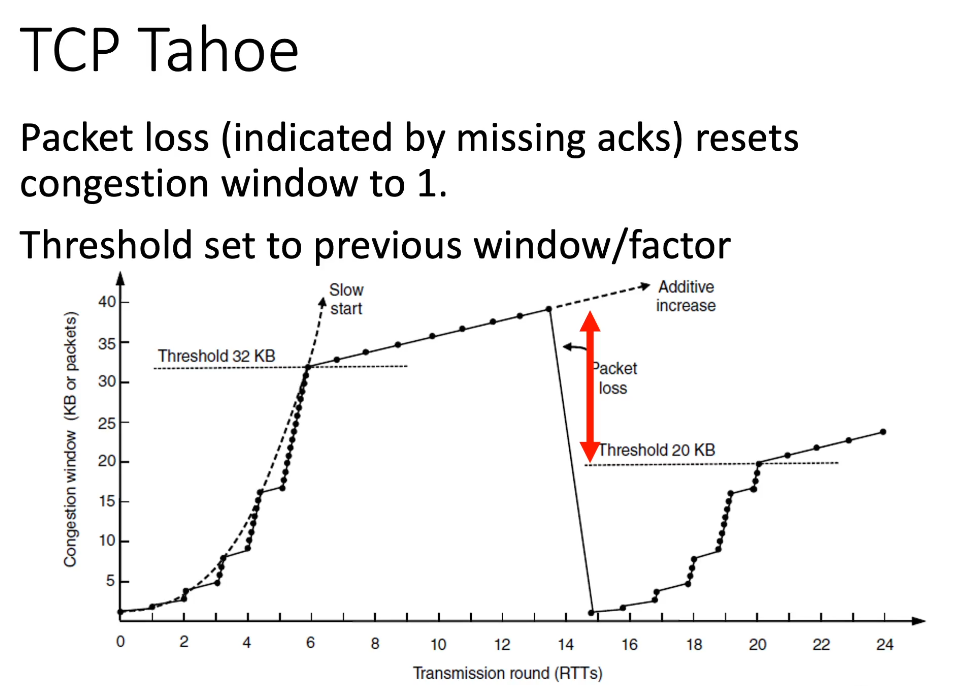 TCP Tahoe
Packet loss (indicated by missing acks) resets
congestion window to 1.
Threshold set to previous window/factor
Slow
start
Additive
increase
40
35
30
25
20
15
10
5
Congestion window (KB or packets)
Threshold 32 KB
Packet
loss
Threshold 20 KB
0 2 4 6 8 10 12 14 16 18 20 22 24
Transmission round (RTTs)